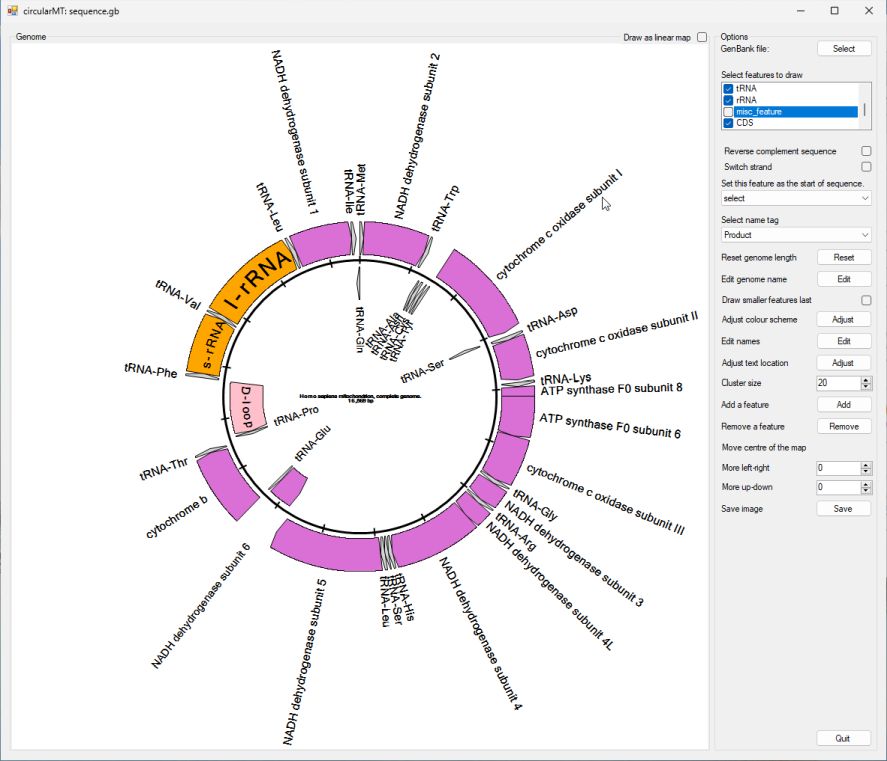 circularMT: sequence.gb
Genome
Draw as linear map
NADH dehydrogenase subunit 1
tRNA-Ile
tRNA-Met
NADH dehydrogenase subunit 2
tRNA-Trp
cytochrome c oxidase subunit I
tRNA-Leu
l-rRNA
tRNA-Val
s-rRNA
tRNA-Phe
tRNA-Gln
tRNA-Ala
tRNA-Asn
tRNA-Cys
tRNA-Tyr
tRNA-Ser
tRNA-Asp
cytochrome c oxidase subunit II
tRNA-Lys
ATP synthase F0 subunit 8
ATP synthase F0 subunit 6
D-loop
Homo sapiens mitochondrion, complete genome.
16,569 bp
tRNA-Pro
tRNA-Glu
tRNA-Thr
cytochrome b
NADH dehydrogenase subunit 6
cytochrome c oxidase subunit III
tRNA-Gly
NADH dehydrogenase subunit 3
tRNA-Arg
NADH dehydrogenase subunit 4L
NADH dehydrogenase subunit 4
tRNA-His
tRNA-Ser
tRNA-Leu
NADH dehydrogenase subunit 5
Options
GenBank file:
Select
Select features to draw
tRNA
rRNA
misc_feature
CDS
Reverse complement sequence
Switch strand
Set this feature as the start of sequence.
select
Select name tag
Product
Reset genome length
Reset
Edit genome name
Edit
Draw smaller features last
Adjust colour scheme
Adjust
Edit names
Edit
Adjust text location
Adjust
Cluster size
20
Add a feature
Add
Remove a feature
Remove
Move centre of the map
More left-right
0
More up-down
0
Save image
Save
Quit